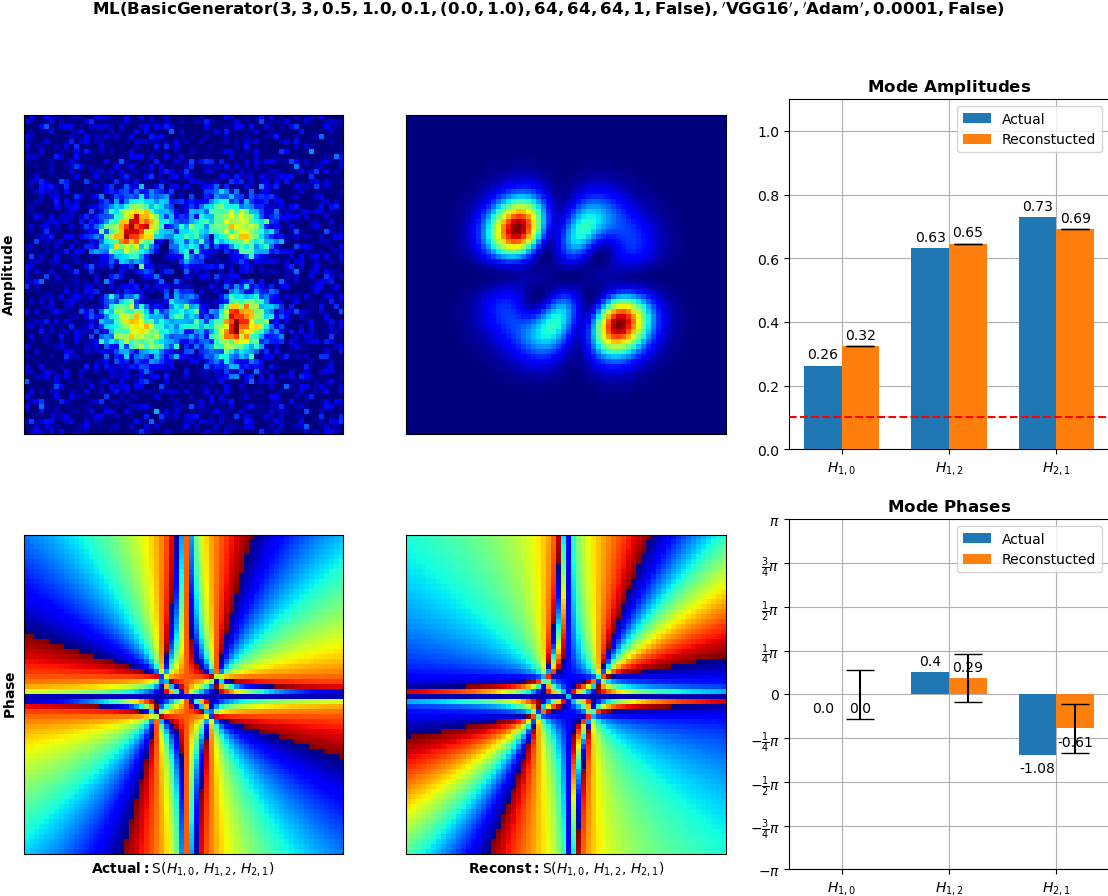 ML(BasicGenerator(3, 3, 0.5, 1.0, 0.1, (0.0, 1.0), 64, 64, 64, 1, False), ′VGG16′, ′Adam′, 0.0001, False)
Amplitude
Mode Amplitudes
Actual
Reconstucted
1.0
0.8
0.6
0.4
0.2
0.0
0.26
0.32
0.63
0.65
0.73
0.69
H1,0
H1,2
H2,1
Phase
Actual: S(H1,0, H1,2, H2,1)
Reconst: S(H1,0, H1,2, H2,1)
Mode Phases
Actual
Reconstucted
π
3/4π
1/2π
1/4π
0
−1/4π
−1/2π
−3/4π
−π
0.0
0.0
0.4
0.29
-1.08
-0.61
H1,0
H1,2
H2,1